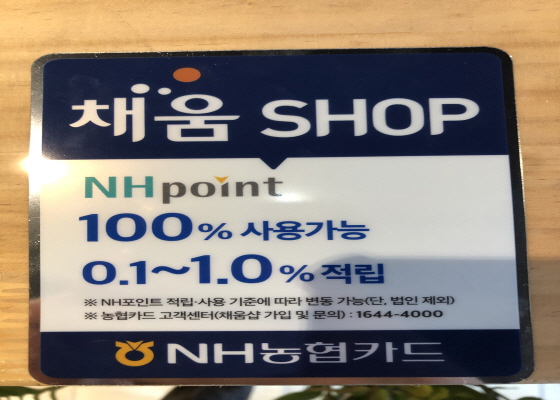 채움 SHOP
NHpoint
100% 사용가능
0.1~1.0% 적립
※ NH포인트 적립·사용 기준에 따라 변동 가능(단, 법인 제외)
※ 농협카드 고객센터(채움샵 가입 및 문의) : 1644-4000
NH농협카드